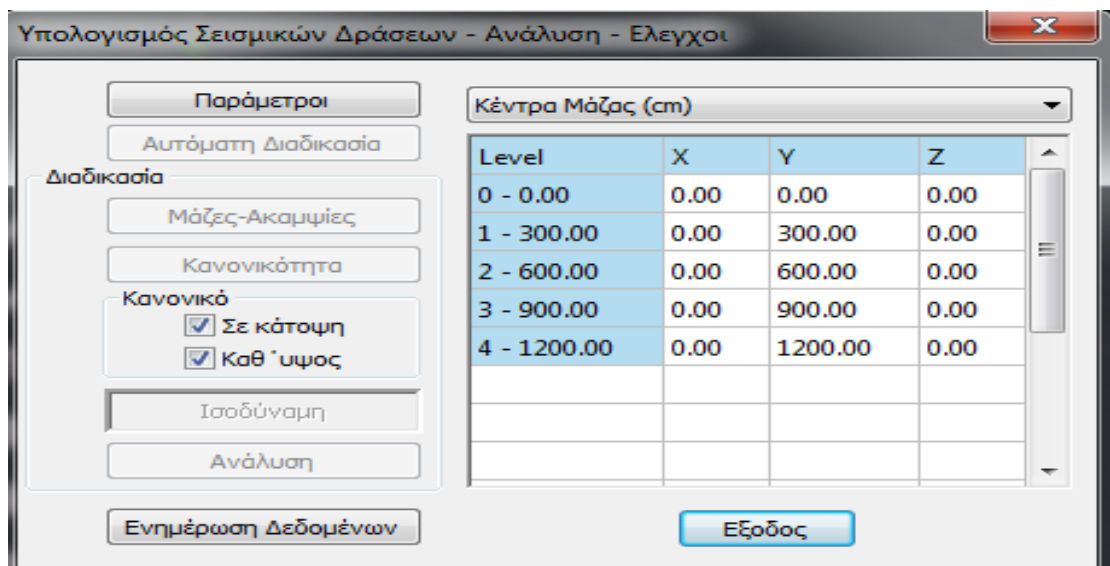 Υπολογισμός Σεισμικών Δράσεων - Ανάλυση - Ελεγχοι
Παράμετροι
Αυτόματη Διαδικασία
Διαδικασία
Μάζες-Ακαμψίες
Κανονικότητα
Κανονικό
Σε κάτοψη
Καθ ΄υψος
Ισοδύναμη
Ανάλυση
Ενημέρωση Δεδομένων
Κέντρα Μάζας (cm)
Level X Y Z
0 - 0.00 0.00 0.00 0.00
1 - 300.00 0.00 300.00 0.00
2 - 600.00 0.00 600.00 0.00
3 - 900.00 0.00 900.00 0.00
4 - 1200.00 0.00 1200.00 0.00
Εξοδος